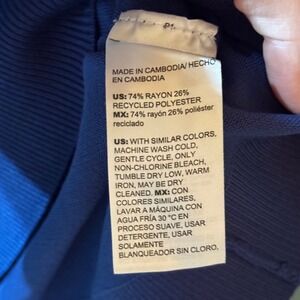 MADE IN CAMBODIA/ HECHO
EN CAMBODIA
US: 74% RAYON 26%
RECYCLED POLYESTER
MX: 74% rayón 26% poliéster
reciclado
US: WITH SIMILAR COLORS,
MACHINE WASH COLD,
GENTLE CYCLE, ONLY
NON-CHLORINE BLEACH,
TUMBLE DRY LOW, WARM
IRON, MAY BE DRY
CLEANED. MX: CON
COLORES SIMILARES,
LAVAR A MÁQUINA CON
AGUA FRÍA 30 °C EN
PROCESO SUAVE, USAR
DETERGENTE, USAR
SOLAMENTE
BLANQUEADOR SIN CLORO,